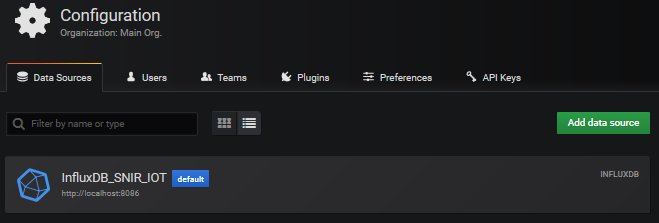 Configuration
Organization: Main Org.
Data Sources Users Teams Plugins Preferences API Keys
Filter by name or type Add data source
InfluxDB_SNIR_IOT default INFLUXDB
http://localhost:8086